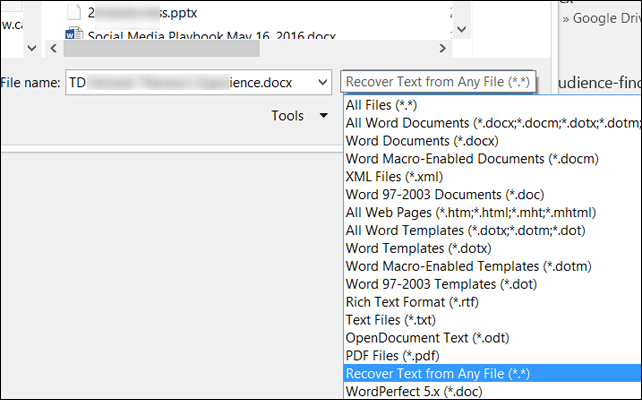 2 ss.pptx 2
w.ca
Social Media Playbook May 16, 2016.docx
» Google Driv
File name: TD ience.docx Recover Text from Any File (*.*)
udience-find
Tools
All Files (*.*)
All Word Documents (*.docx;*.docm;*.dotx;*.dotm;
Word Documents (*.docx)
Word Macro-Enabled Documents (*.docm)
XML Files (*.xml)
Word 97-2003 Documents (*.doc)
All Web Pages (*.htm;*.html;*.mht;*.mhtml)
All Word Templates (*.dotx;*.dotm;*.dot)
Word Templates (*.dotx)
Word Macro-Enabled Templates (*.dotm)
Word 97-2003 Templates (*.dot)
Rich Text Format (*.rtf)
Text Files (*.txt)
OpenDocument Text (*.odt)
PDF Files (*.pdf)
Recover Text from Any File (*.*)
WordPerfect 5.x (*.doc)